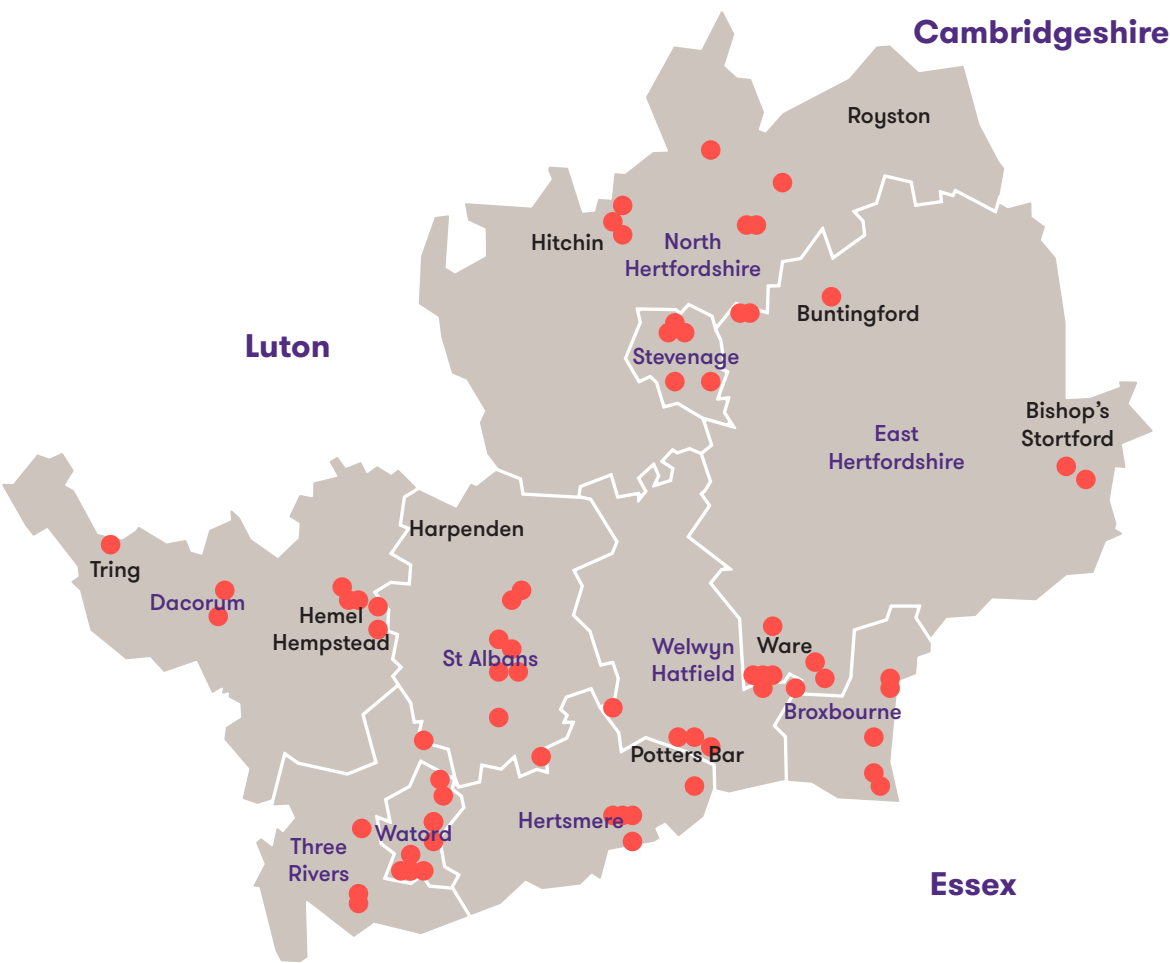 Cambridgeshire
Royston
Hitchin
North
Hertfordshire
Buntingford
Luton
Stevenage
Bishop's
Stortford
East
Hertfordshire
Harpenden
Tring
Dacorum
Hemel
Hempstead
St Albans
Welwyn
Hatfield
Ware
Broxbourne
Potters Bar
Hertsmere
Watord
Three
Rivers
Essex